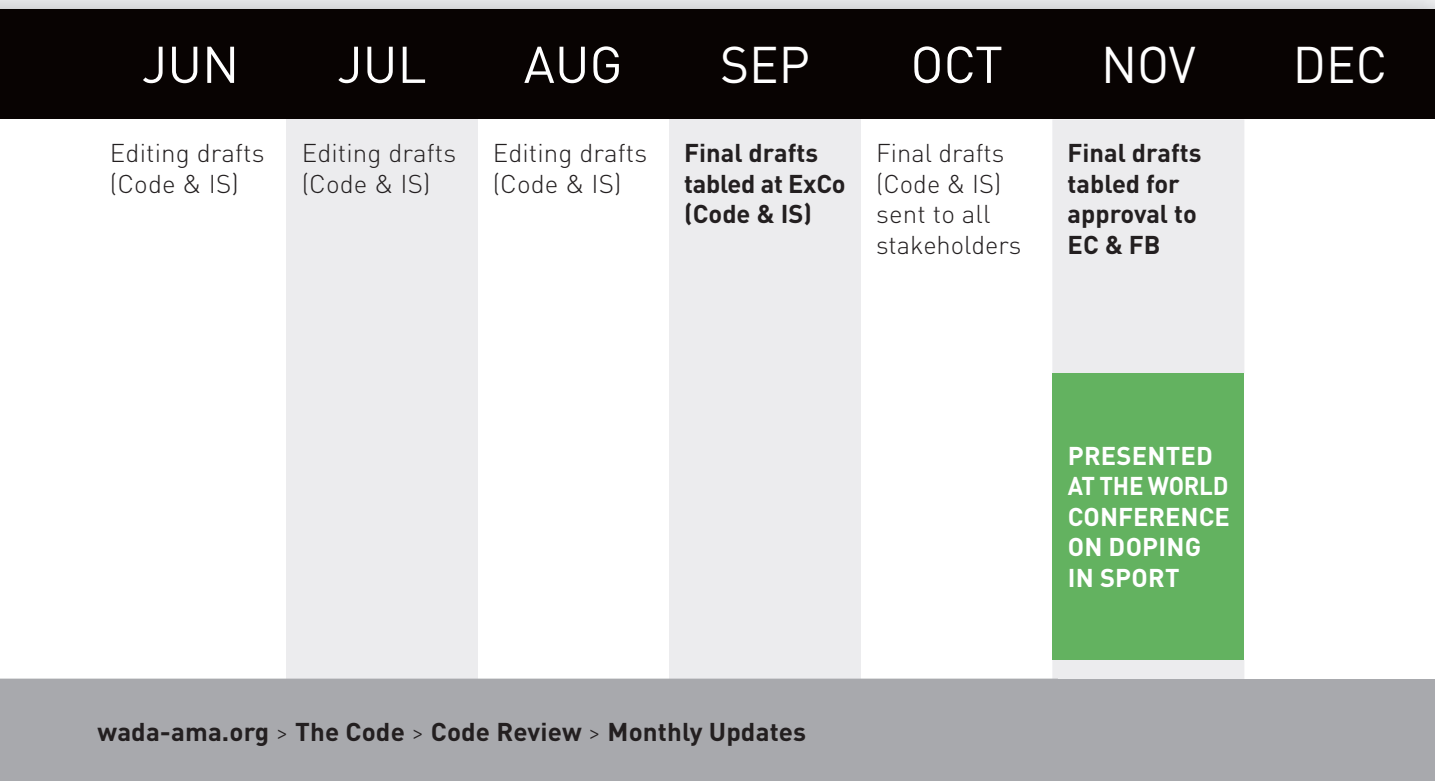 JUN JUL AUG SEP OCT NOV DEC
Editing drafts
(Code & IS)
Editing drafts
(Code & IS)
Editing drafts
(Code & IS)
Final drafts
tabled at ExCo
(Code & IS)
Final drafts
(Code & IS)
sent to all
stakeholders
Final drafts
tabled for
approval to
EC & FB
PRESENTED
AT THE WORLD
CONFERENCE
ON DOPING
IN SPORT
wada-ama.org > The Code > Code Review > Monthly Updates